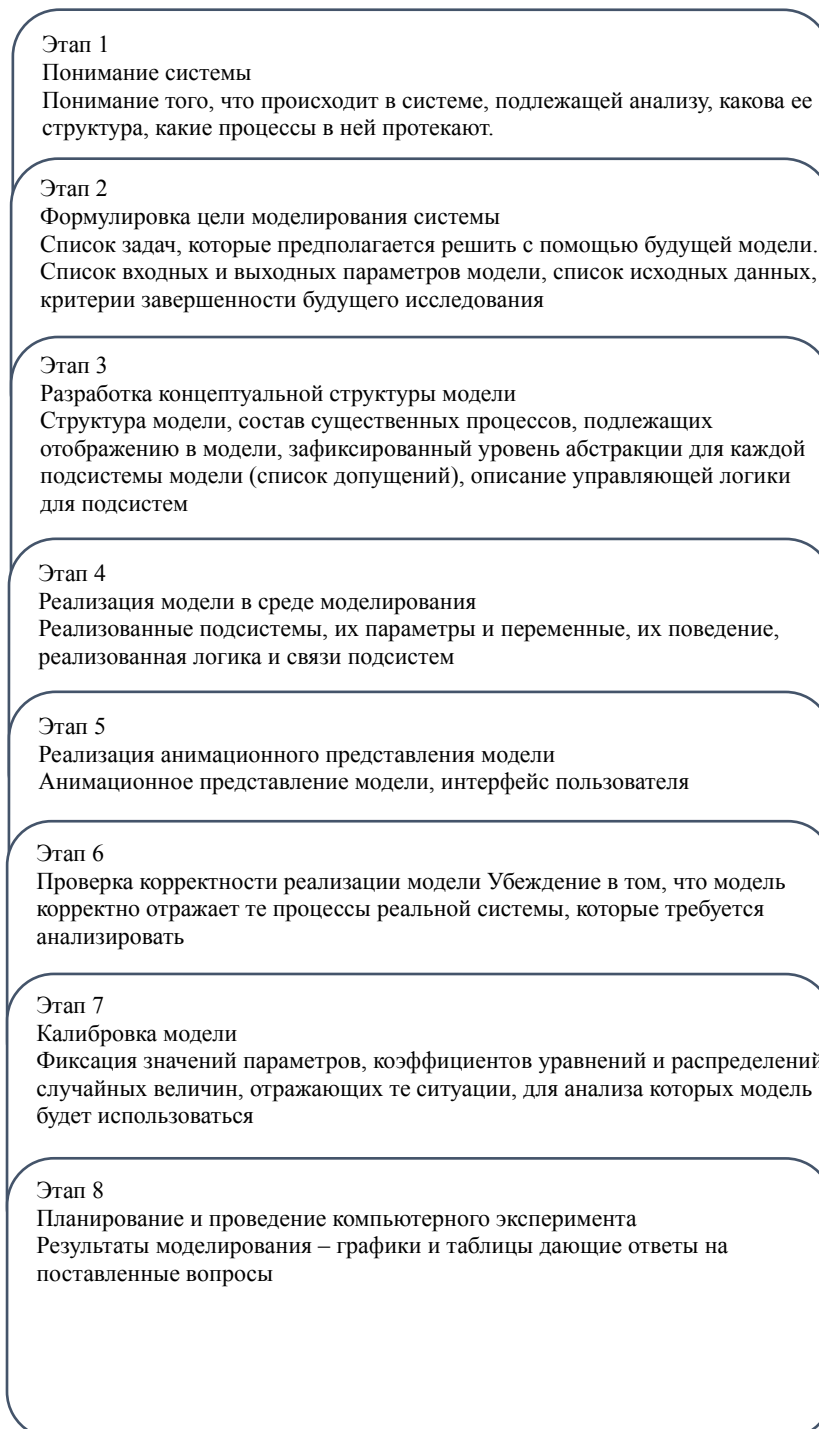 Этап 1
Понимание системы
Понимание того, что происходит в системе, подлежащей анализу, какова ее
структура, какие процессы в ней протекают.
Этап 2
Формулировка цели моделирования системы
Список задач, которые предполагается решить с помощью будущей модели.
Список входных и выходных параметров модели, список исходных данных,
критерии завершенности будущего исследования
Этап 3
Разработка концептуальной структуры модели
Структура модели, состав существенных процессов, подлежащих
отображению в модели, зафиксированный уровень абстракции для каждой
подсистемы модели (список допущений), описание управляющей логики
для подсистем
Этап 4
Реализация модели в среде моделирования
Реализованные подсистемы, их параметры и переменные, их поведение,
реализованная логика и связи подсистем
Этап 5
Реализация анимационного представления модели
Анимационное представление модели, интерфейс пользователя
Этап 6
Проверка корректности реализации модели Убеждение в том, что модель
корректно отражает те процессы реальной системы, которые требуется
анализировать
Этап 7
Калибровка модели
Фиксация значений параметров, коэффициентов уравнений и распределений
случайных величин, отражающих те ситуации, для анализа которых модель
будет использоваться
Этап 8
Планирование и проведение компьютерного эксперимента
Результаты моделирования – графики и таблицы дающие ответы на
поставленные вопросы